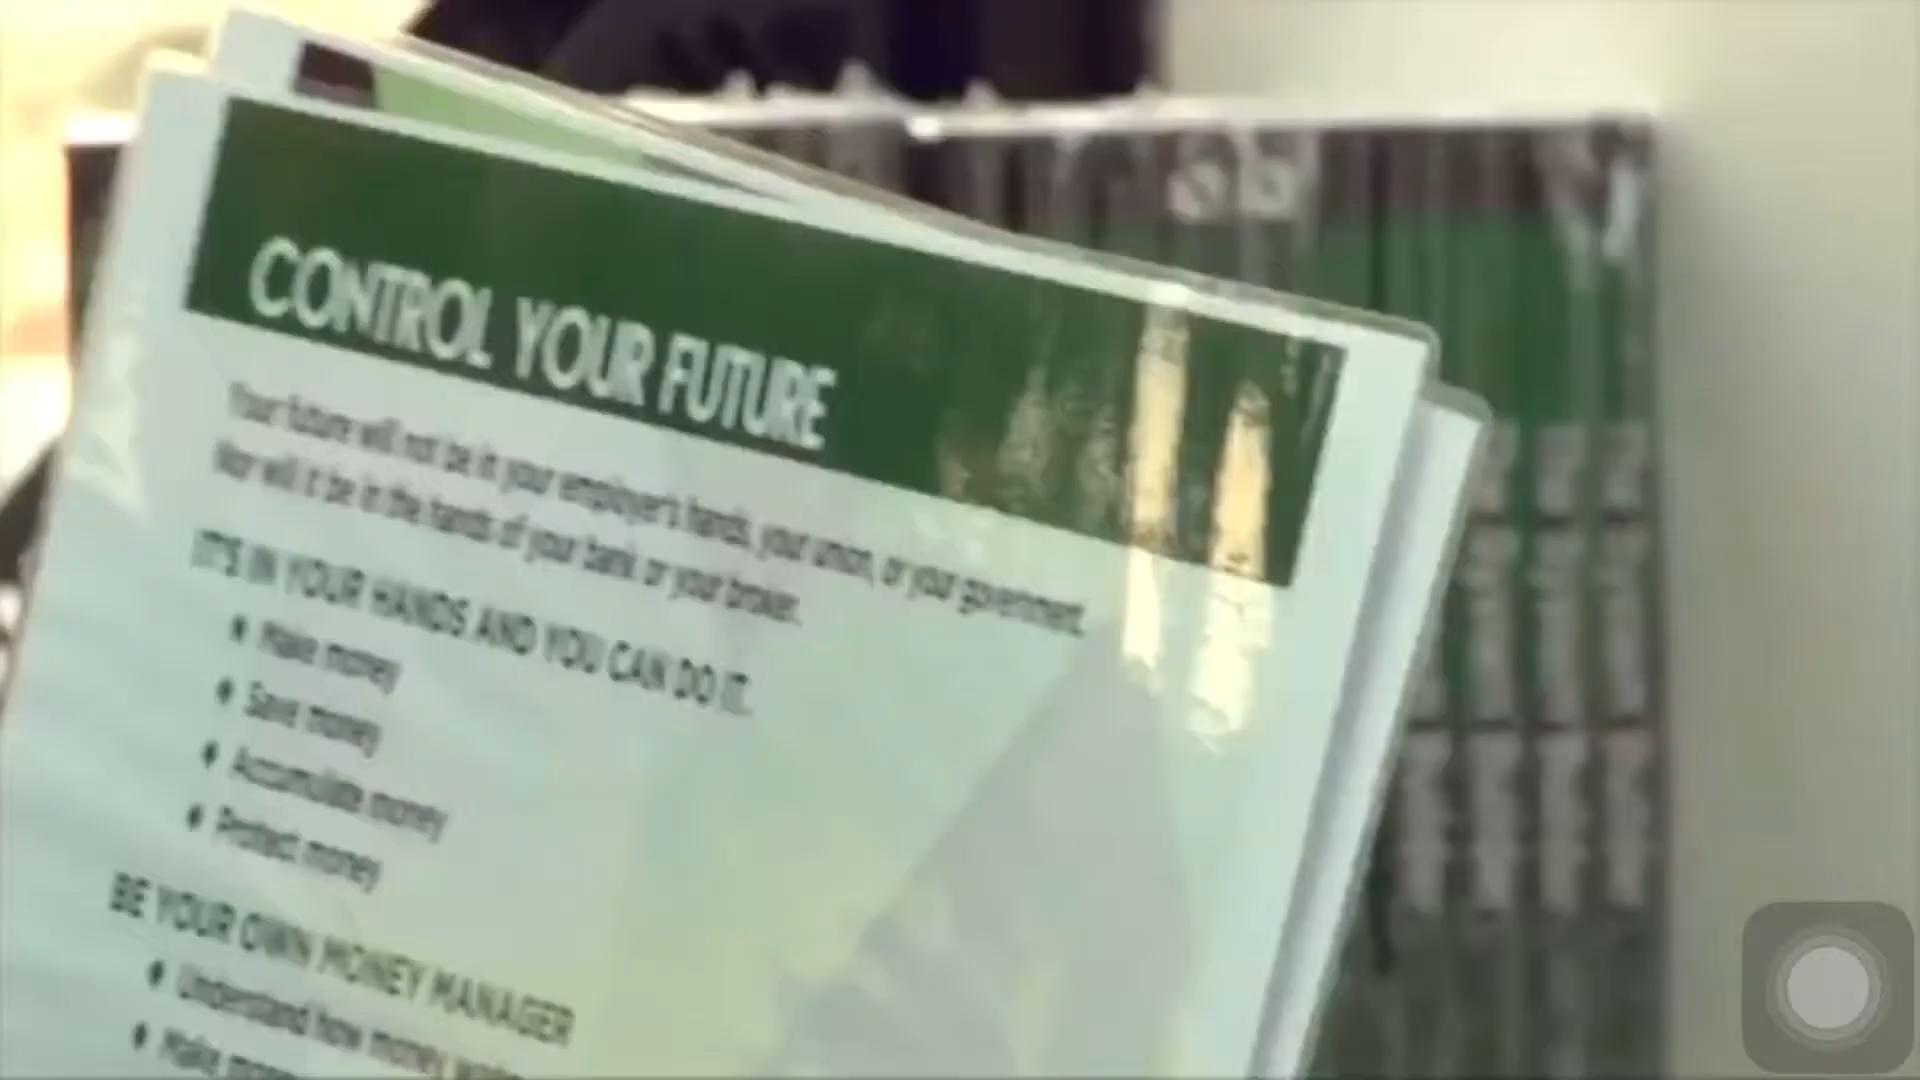 CONTROL YOUR FUTURE
Your future will not be in your employer's hands, your union, or your government.
Nor will it be in the hands of your bank or your broker.
IT'S IN YOUR HANDS AND YOU CAN DO IT.
Make money
Save money
Accumulate money
Protect money
BE YOUR OWN MONEY MANAGER
Understand how money works
Make